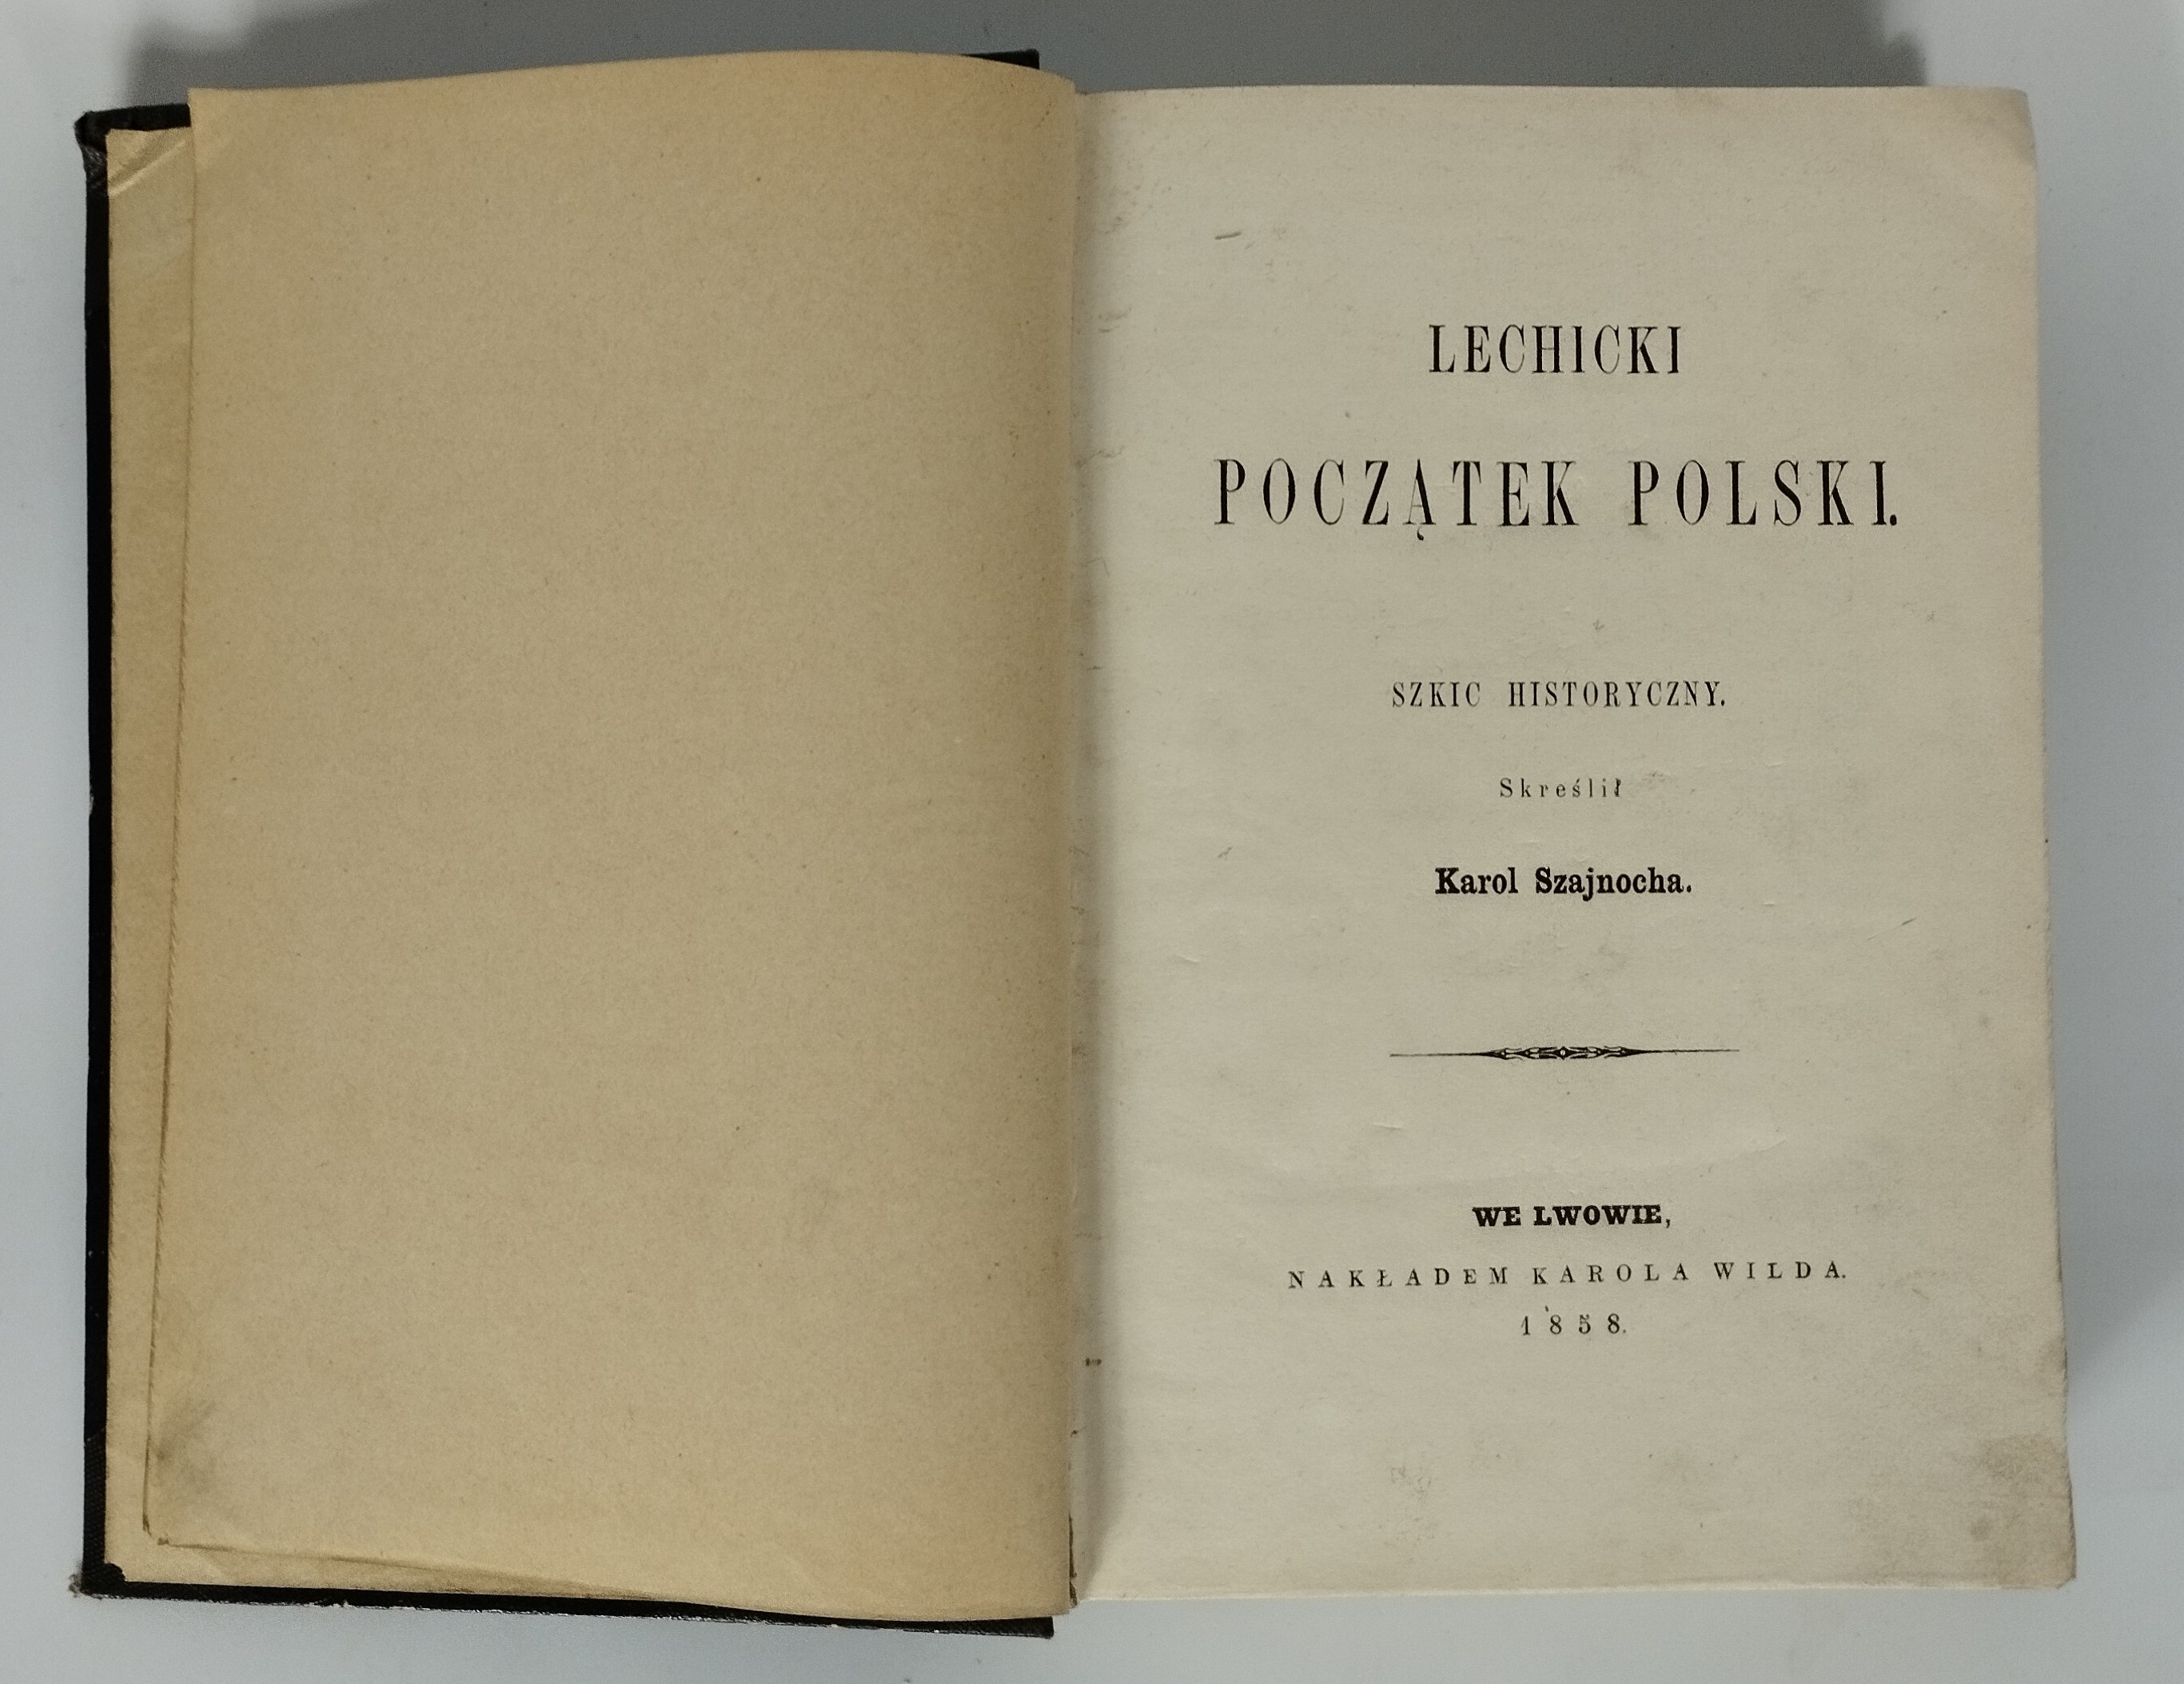 LECHICKI
POCZĄTEK POLSKI.
SZKIC HISTORYCZNY.
Skreślił
Karol Szajnocha.
WE LWOWIE,
NAKŁADEM KAROLA WILDA.
1858.